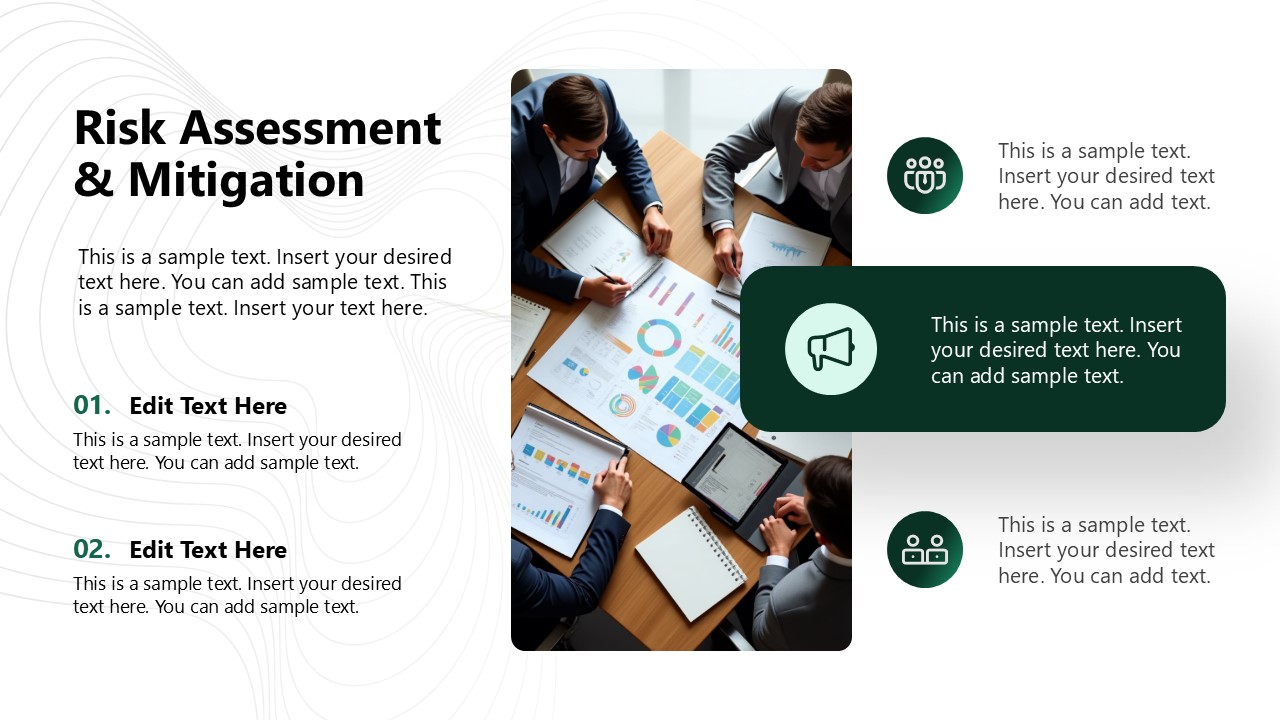 Risk Assessment
& Mitigation
This is a sample text. Insert your desired
text here. You can add sample text. This
is a sample text. Insert your text here.
01. Edit Text Here
This is a sample text. Insert your desired
text here. You can add sample text.
02. Edit Text Here
This is a sample text. Insert your desired
text here. You can add sample text.
This is a sample text.
Insert your desired text
here. You can add text.
This is a sample text. Insert
your desired text here. You
can add sample text.
This is a sample text.
Insert your desired text
here. You can add text.